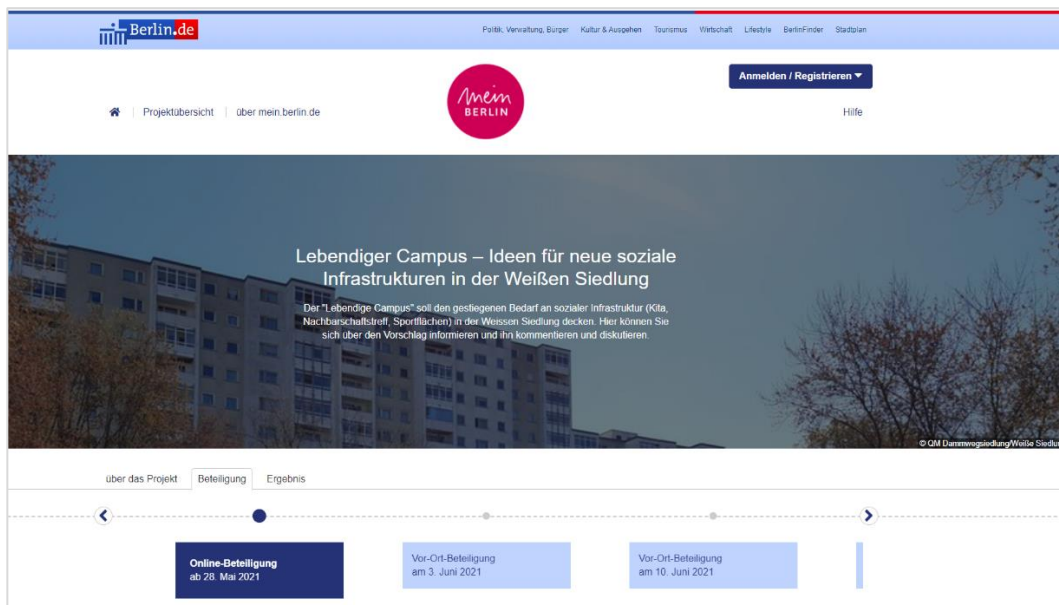 Berlin.de
Politik, Verwaltung, Bürger Kultur & Ausgehen Tourismus Wirtschaft Lifestyle BerlinFinder Stadtplan
Anmelden / Registrieren
mein
BERLIN
Projektübersicht über mein.berlin.de
Hilfe
Lebendiger Campus – Ideen für neue soziale
Infrastrukturen in der Weißen Siedlung
Der "Lebendige Campus" soll den gestiegenen Bedarf an sozialer Infrastruktur (Kita,
Nachbarschaftstreff, Sportflächen) in der Weissen Siedlung decken. Hier können Sie
sich über den Vorschlag informieren und ihn kommentieren und diskutieren.
© QM Dammwegsiedlung/Weiße Siedlu
über das Projekt Beteiligung Ergebnis
Online-Beteiligung
ab 28. Mai 2021
Vor-Ort-Beteiligung
am 3. Juni 2021
Vor-Ort-Beteiligung
am 10. Juni 2021